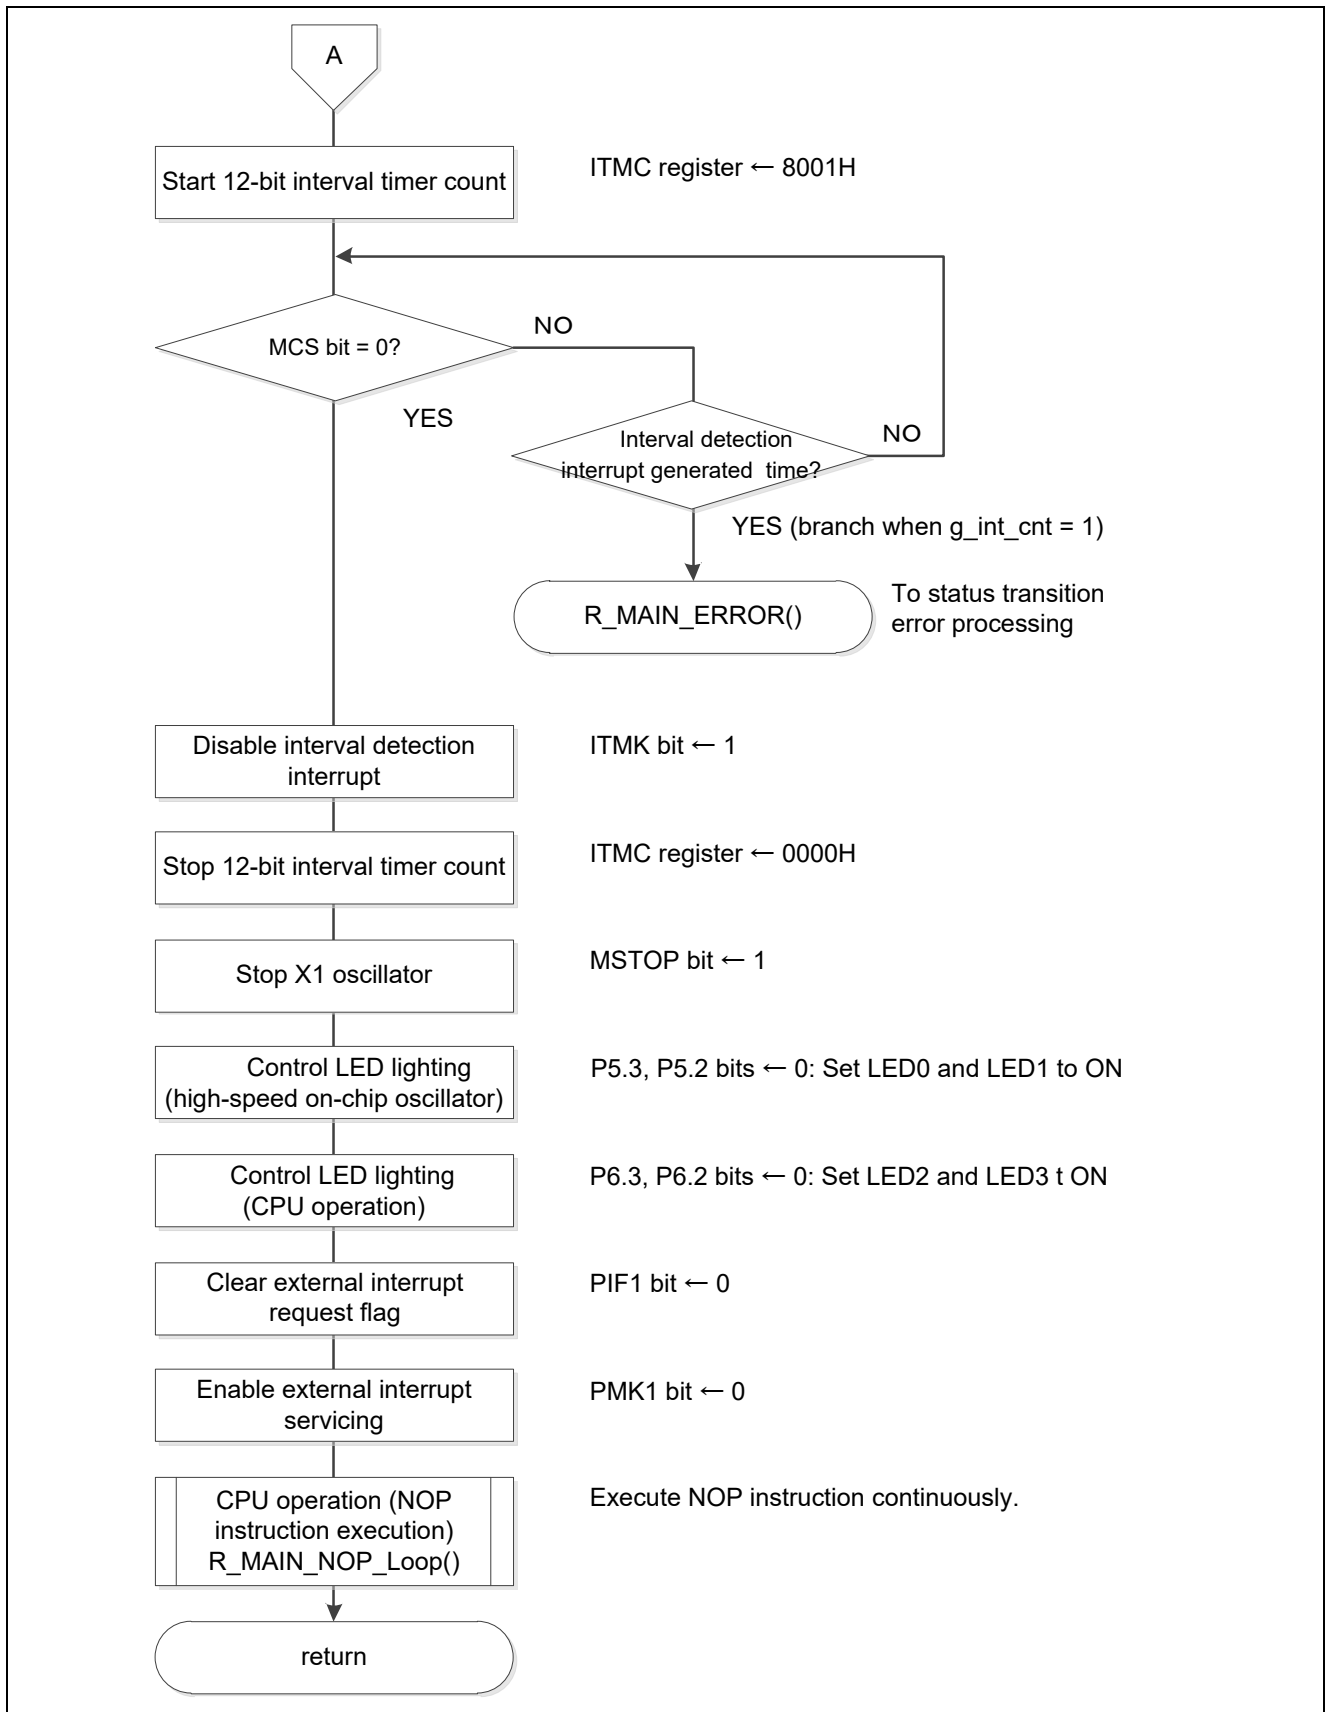 A
Start 12-bit interval timer count
ITMC register ← 8001H
MCS bit = 0?
NO
YES
Interval detection
interrupt generated  time?
NO
YES (branch when g_int_cnt = 1)
R_MAIN_ERROR()
To status transition
error processing
Disable interval detection
interrupt
ITMK bit ← 1
Stop 12-bit interval timer count
ITMC register ← 0000H
Stop X1 oscillator
MSTOP bit ← 1
Control LED lighting
(high-speed on-chip oscillator)
P5.3, P5.2 bits ← 0: Set LED0 and LED1 to ON
Control LED lighting
(CPU operation)
P6.3, P6.2 bits ← 0: Set LED2 and LED3 t ON
Clear external interrupt
request flag
PIF1 bit ← 0
Enable external interrupt
servicing
PMK1 bit ← 0
CPU operation (NOP
instruction execution)
R_MAIN_NOP_Loop()
Execute NOP instruction continuously.
return